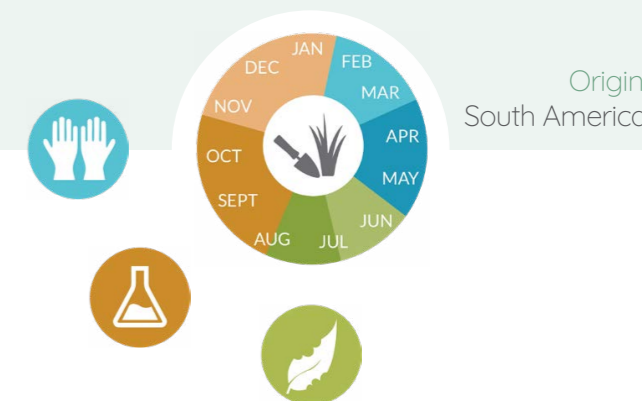 JAN
FEB
MAR
APR
MAY
JUN
JUL
AUG
SEPT
OCT
NOV
DEC
Origin
South America